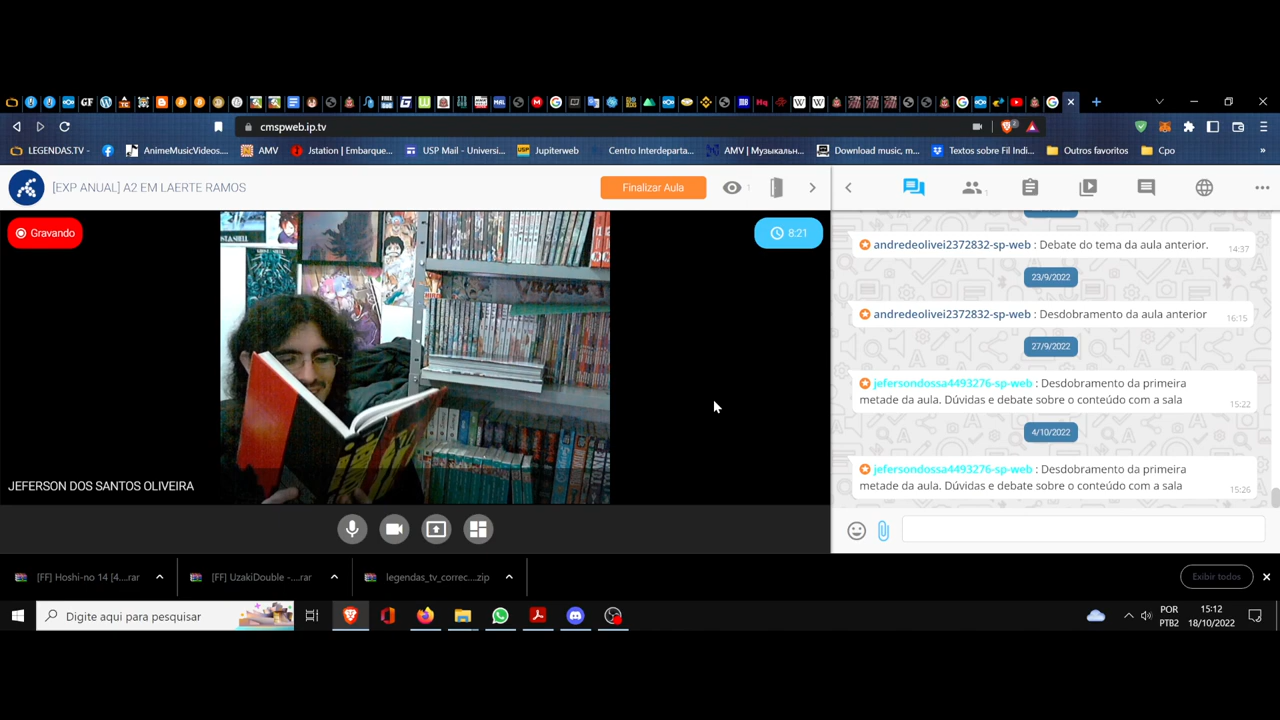 cmspweb.ip.tv
2
LEGENDAS.TV -
AnimeMusicVideos...
AMV
Jstation | Embarque...
USP Mail - Universi...
Jupiterweb
Centro Interdeparta...
AMV | Музыкальн...
Download music, m...
Textos sobre Fil Indi...
Outros favoritos
Cpo
»
[EXP ANUAL] A2 EM LAERTE RAMOS
Finalizar Aula
1
1
Gravando
8:21
andredeolivei2372832-sp-web : Debate do tema da aula anterior.
14:37
23/9/2022
andredeolivei2372832-sp-web : Desdobramento da aula anterior
16:15
27/9/2022
jefersondossa4493276-sp-web : Desdobramento da primeira
metade da aula. Dúvidas e debate sobre o conteúdo com a sala
15:22
4/10/2022
jefersondossa4493276-sp-web : Desdobramento da primeira
metade da aula. Dúvidas e debate sobre o conteúdo com a sala
15:26
JEFERSON DOS SANTOS OLIVEIRA
[FF] Hoshi-no 14 [4....rar
[FF] UzakiDouble -....rar
legendas_tv_correc....zip
Exibir todos
Digite aqui para pesquisar
POR
PTB2
15:12
18/10/2022